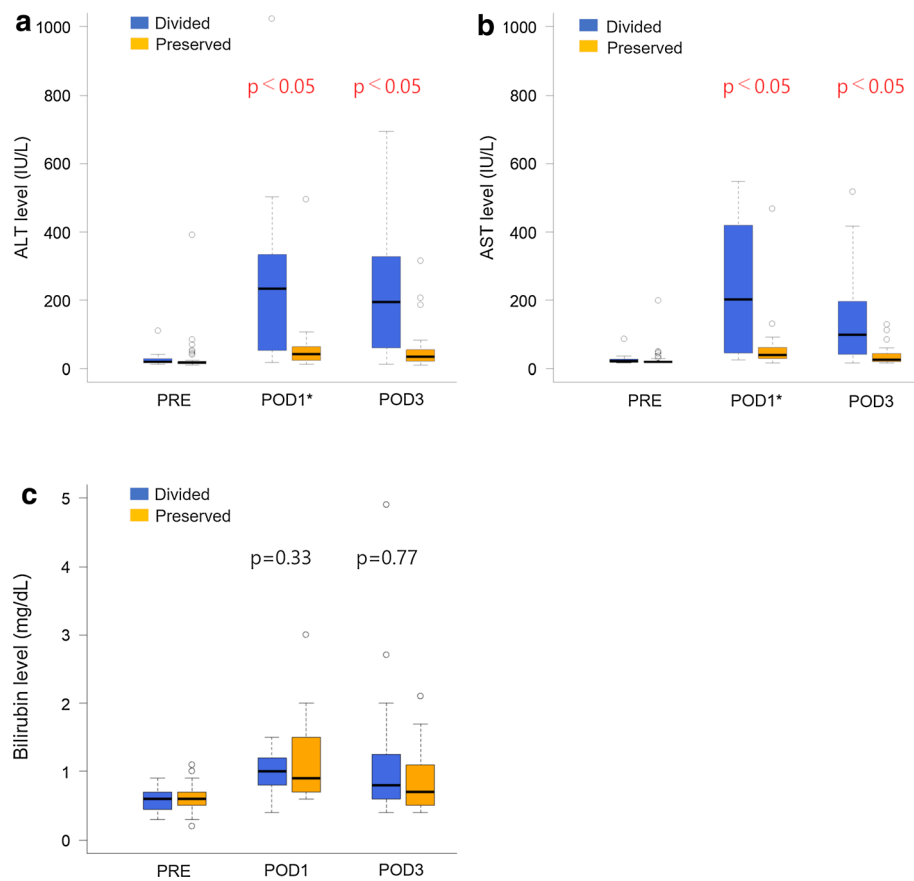 a
Divided
Preserved
p<0.05 p<0.05
1000
800
600
400
200
0
ALT level (IU/L)
PRE POD1* POD3
b
Divided
Preserved
p<0.05 p<0.05
1000
800
600
400
200
0
AST level (IU/L)
PRE POD1* POD3
c
Divided
Preserved
p=0.33 p=0.77
5
4
3
2
1
0
Bilirubin level (mg/dL)
PRE POD1 POD3